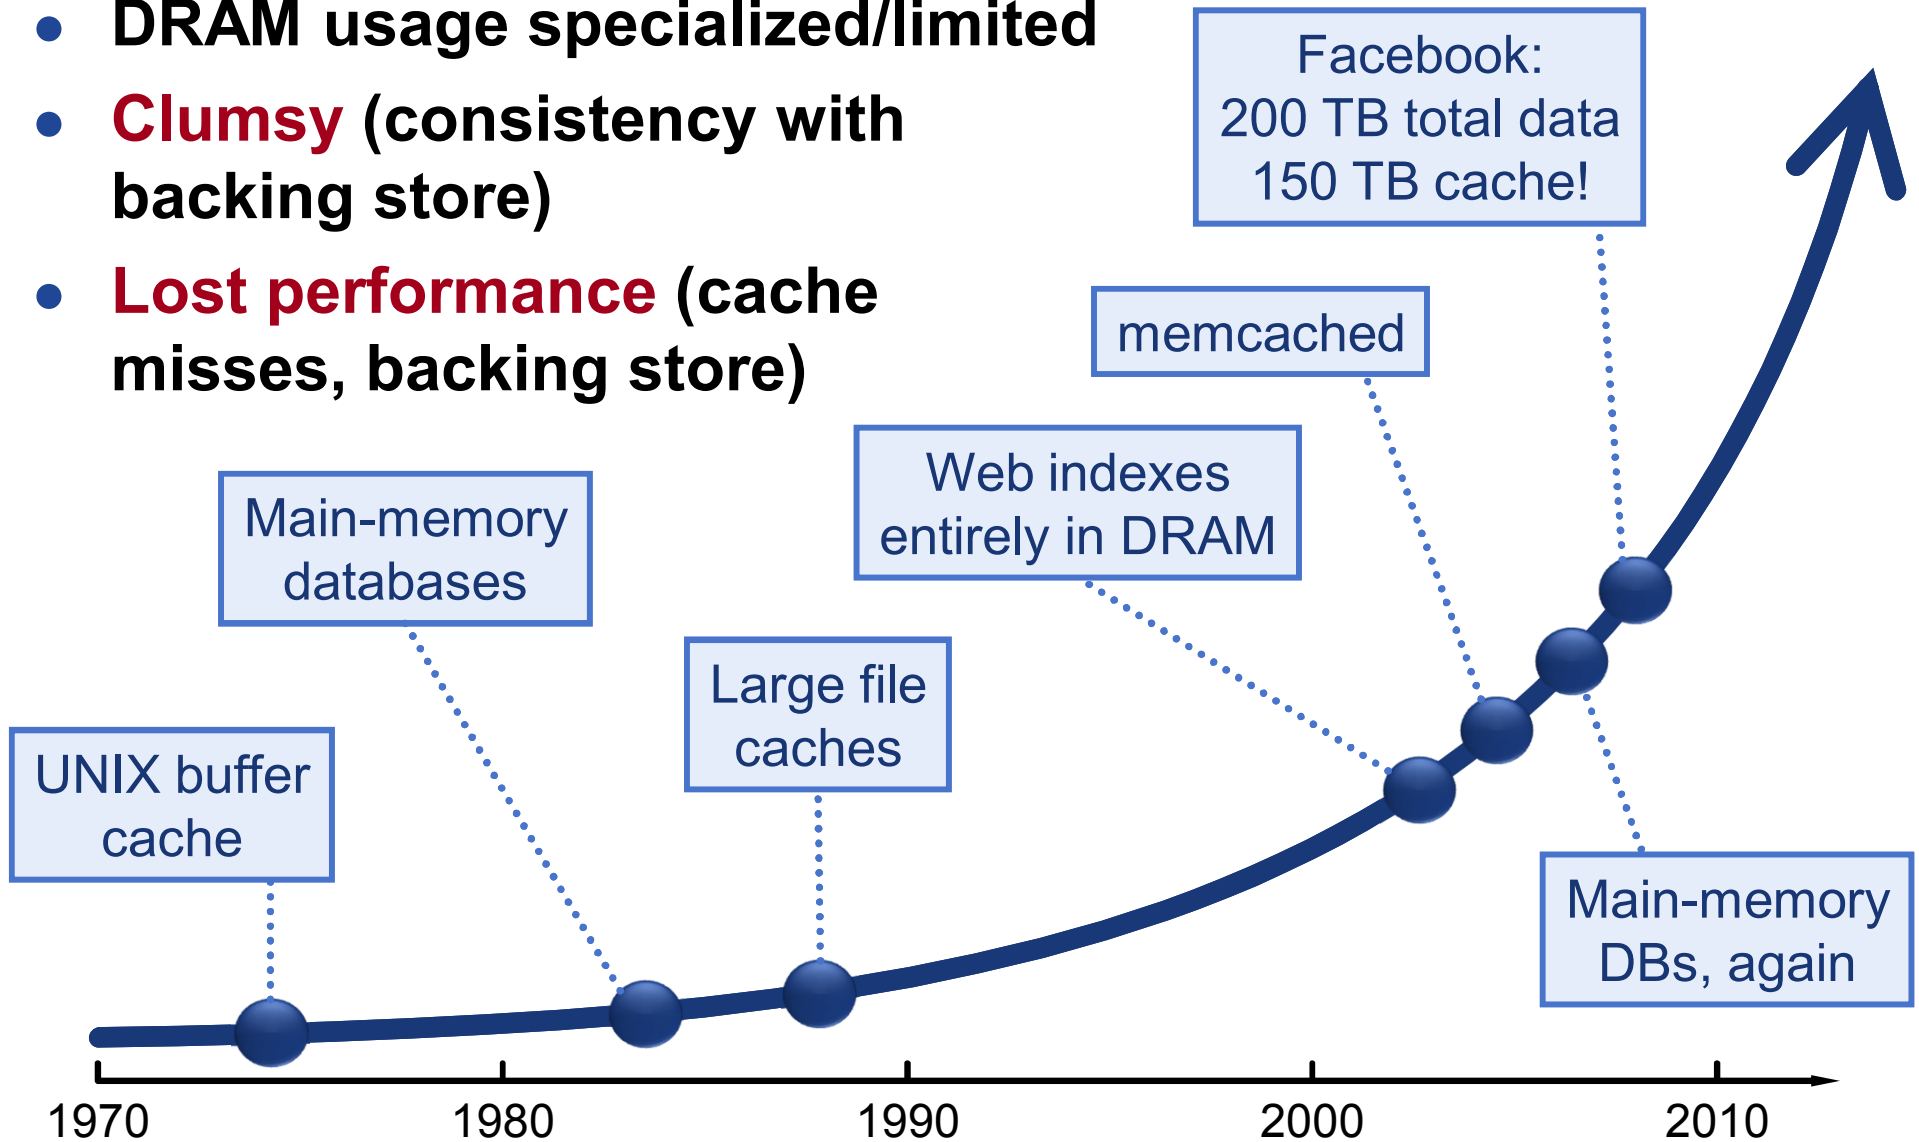 DRAM usage specialized/limited
Clumsy (consistency with
backing store)
Lost performance (cache
misses, backing store)
Facebook:
200 TB total data
150 TB cache!
memcached
Web indexes
entirely in DRAM
Main-memory
databases
Large file
caches
UNIX buffer
cache
Main-memory
DBs, again
1970
1980
1990
2000
2010